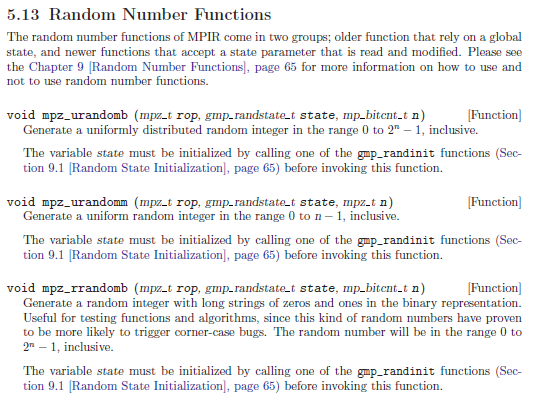 5.13 Random Number Functions
The random number functions of MPIR come in two groups; older function that rely on a global
state, and newer functions that accept a state parameter that is read and modified. Please see
the Chapter 9 [Random Number Functions], page 65 for more information on how to use and
not to use random number functions.
void mpz_urandomb (mpz_t rop, gmp_randstate_t state, mp_bitcnt_t n) [Function]
Generate a uniformly distributed random integer in the range 0 to 2ⁿ − 1, inclusive.
The variable state must be initialized by calling one of the gmp_randinit functions (Sec-
tion 9.1 [Random State Initialization], page 65) before invoking this function.
void mpz_urandomm (mpz_t rop, gmp_randstate_t state, mpz_t n) [Function]
Generate a uniform random integer in the range 0 to n − 1, inclusive.
The variable state must be initialized by calling one of the gmp_randinit functions (Sec-
tion 9.1 [Random State Initialization], page 65) before invoking this function.
void mpz_rrandomb (mpz_t rop, gmp_randstate_t state, mp_bitcnt_t n) [Function]
Generate a random integer with long strings of zeros and ones in the binary representation.
Useful for testing functions and algorithms, since this kind of random numbers have proven
to be more likely to trigger corner-case bugs. The random number will be in the range 0 to
2ⁿ − 1, inclusive.
The variable state must be initialized by calling one of the gmp_randinit functions (Sec-
tion 9.1 [Random State Initialization], page 65) before invoking this function.